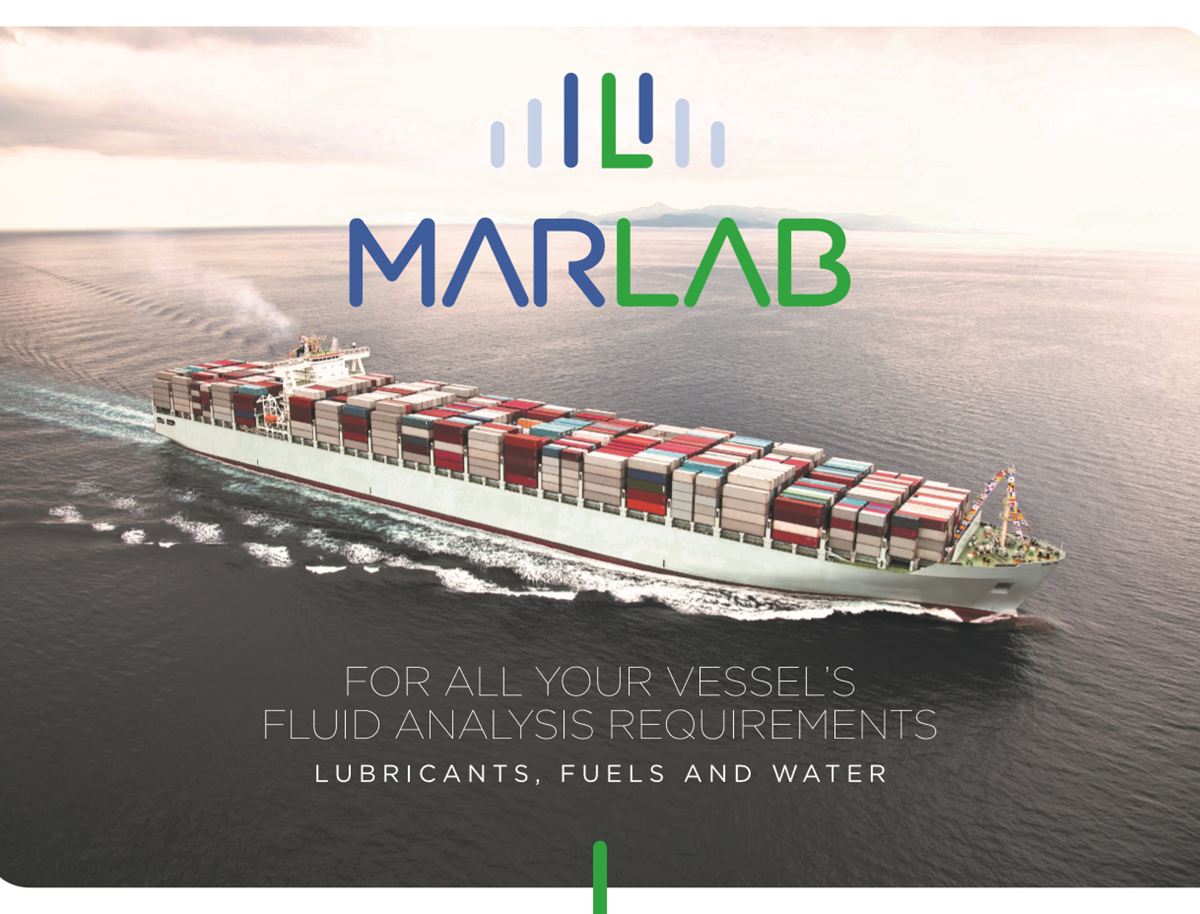 MARLAB
FOR ALL YOUR VESSEL'S
FLUID ANALYSIS REQUIREMENTS
LUBRICANTS, FUELS AND WATER